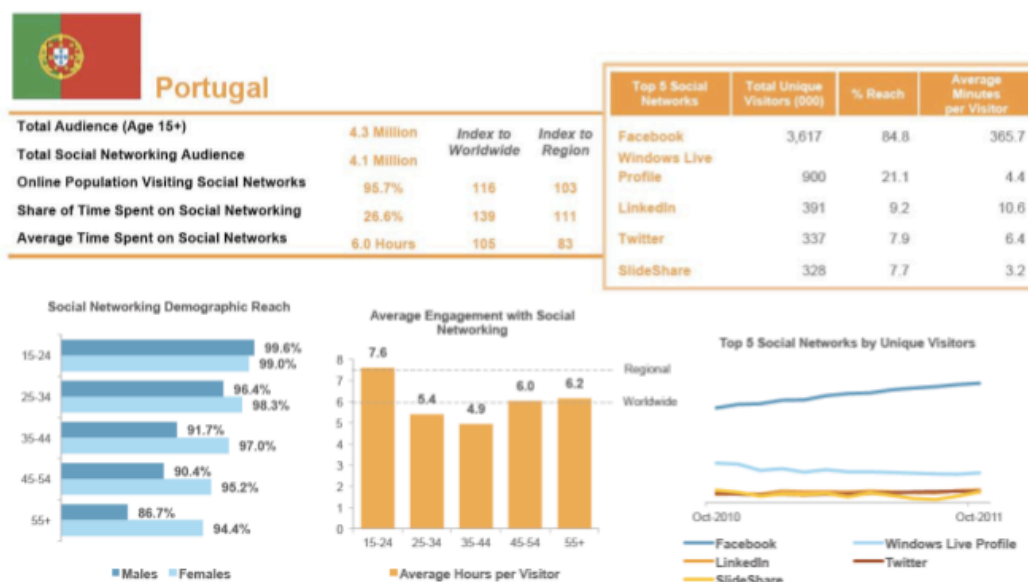 Portugal
Total Audience (Age 15+) 4.3 Million
Index to Worldwide
Index to Region
Total Social Networking Audience 4.1 Million
Online Population Visiting Social Networks 95.7% 116 103
Share of Time Spent on Social Networking 26.6% 139 111
Average Time Spent on Social Networks 6.0 Hours 105 83
Top 5 Social Networks
Total Unique Visitors (000)
% Reach
Average Minutes per Visitor
Facebook 3,617 84.8 365.7
Windows Live
Profile 900 21.1 4.4
LinkedIn 391 9.2 10.6
Twitter 337 7.9 6.4
SlideShare 328 7.7 3.2
Social Networking Demographic Reach
15-24 99.6%
99.0%
25-34 96.4%
98.3%
35-44 91.7%
97.0%
45-54 90.4%
95.2%
55+ 86.7%
94.4%
Males Females
Average Engagement with Social
Networking
8
7
6
5
4
3
2
1
0
7.6 5.4 4.9 6.0 6.2
Regional
Worldwide
15-24 25-34 35-44 45-54 55+
Average Hours per Visitor
Top 5 Social Networks by Unique Visitors
Oct-2010 Oct-2011
Facebook Windows Live Profile
LinkedIn Twitter
SlideShare